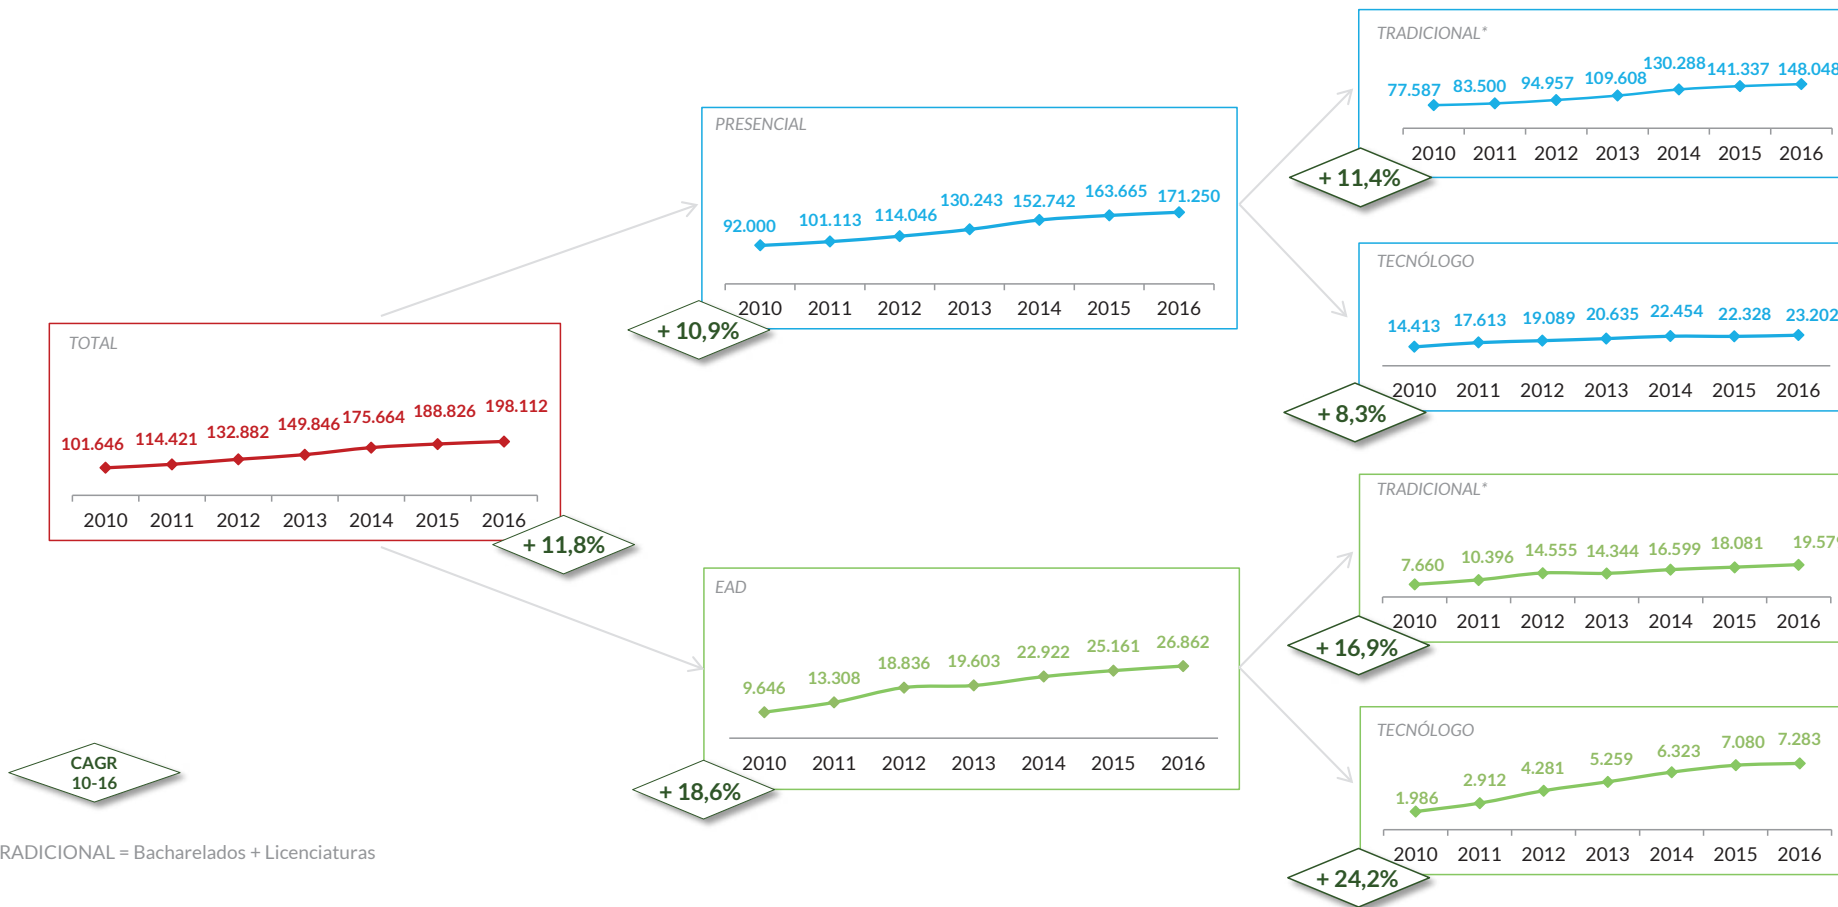 TOTAL
101.646 114.421 132.882 149.846 175.664 188.826 198.112
2010 2011 2012 2013 2014 2015 2016
+ 11,8%
PRESENCIAL
92.000 101.113 114.046 130.243 152.742 163.665 171.250
2010 2011 2012 2013 2014 2015 2016
+ 10,9%
TRADICIONAL*
77.587 83.500 94.957 109.608 130.288 141.337 148.048
2010 2011 2012 2013 2014 2015 2016
+ 11,4%
TECNÓLOGO
14.413 17.613 19.089 20.635 22.454 22.328 23.202
2010 2011 2012 2013 2014 2015 2016
+ 8,3%
EAD
9.646 13.308 18.836 19.603 22.922 25.161 26.862
2010 2011 2012 2013 2014 2015 2016
+ 18,6%
TRADICIONAL*
7.660 10.396 14.555 14.344 16.599 18.081 19.579
2010 2011 2012 2013 2014 2015 2016
+ 16,9%
TECNÓLOGO
1.986 2.912 4.281 5.259 6.323 7.080 7.283
2010 2011 2012 2013 2014 2015 2016
+ 24,2%
CAGR
10-16
RADICIONAL = Bacharelados + Licenciaturas